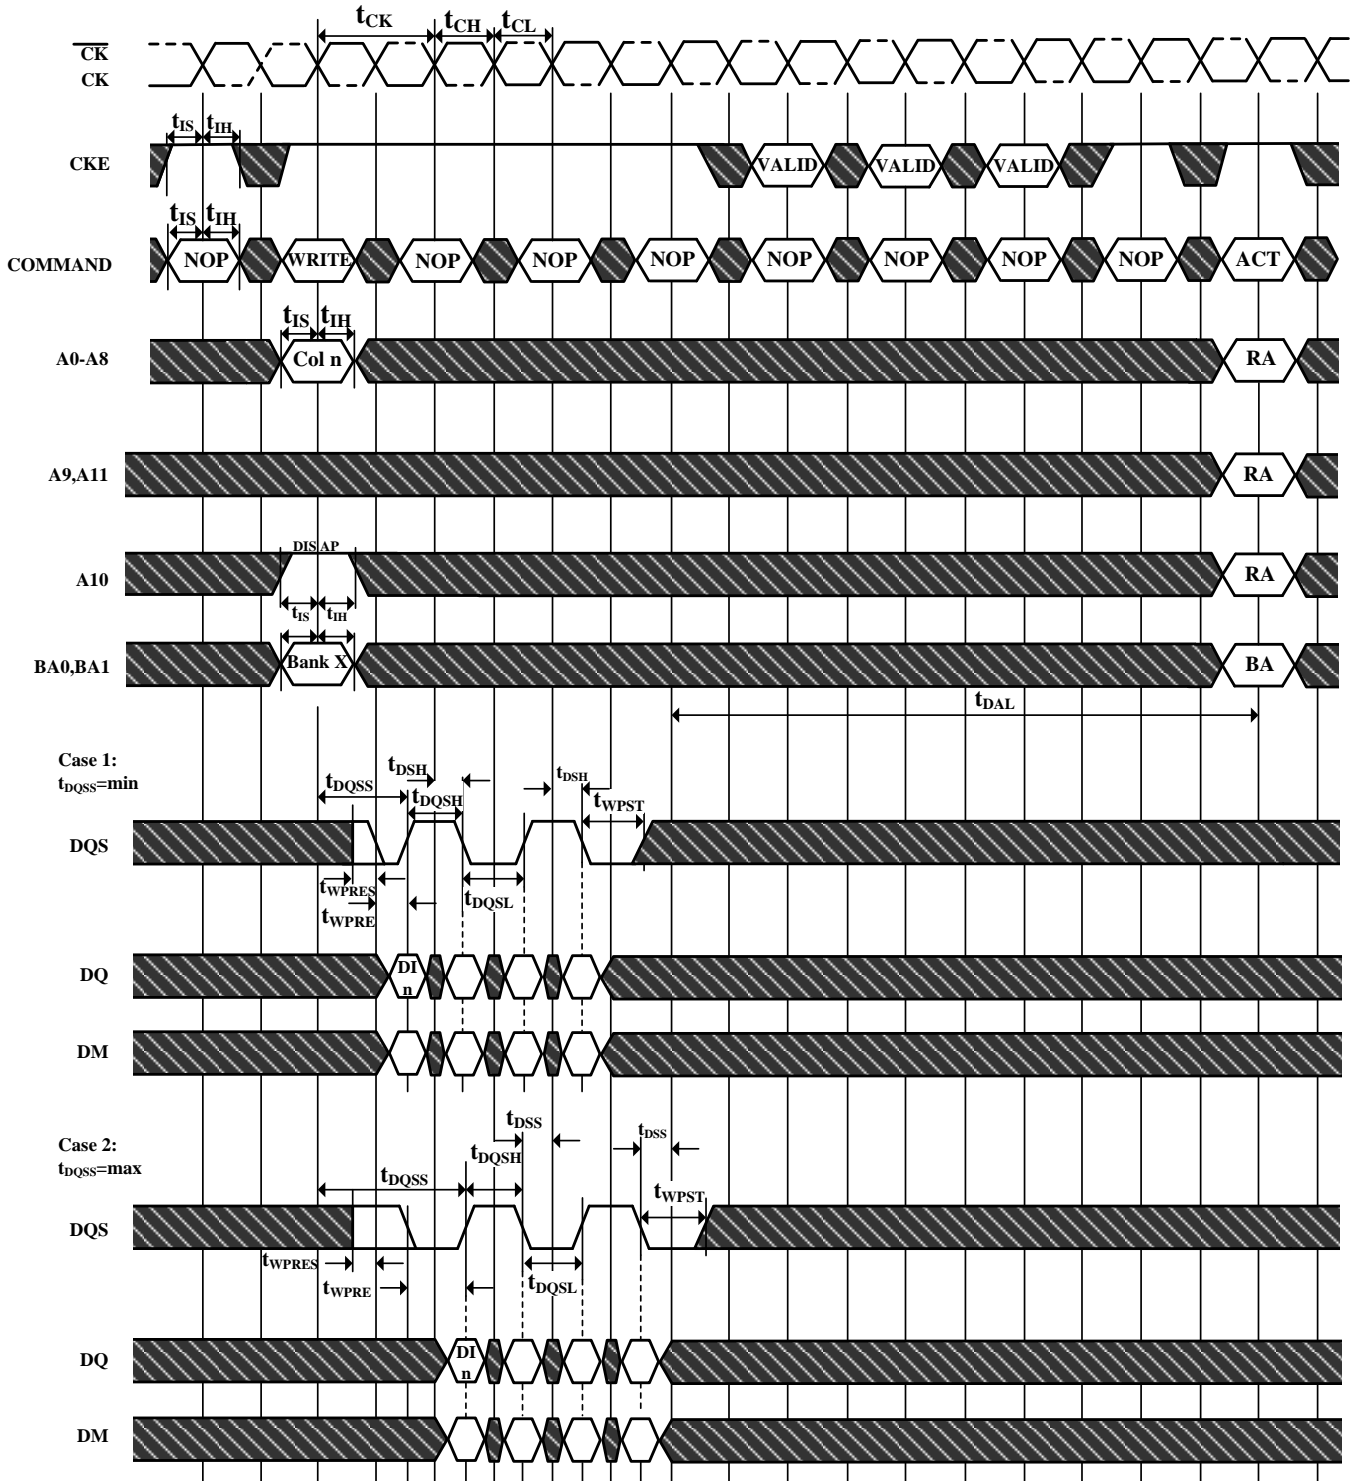 tCK tCH tCL
CK
CK
tIS tIH
CKE VALID VALID VALID
tIS tIH
COMMAND NOP WRITE NOP NOP NOP NOP NOP NOP NOP ACT
tIS tIH
A0-A8 Col n RA
A9,A11 RA
DIS AP
A10 RA
tIS tIH
BA0,BA1 Bank X BA
tDAL
Case 1:
tDQSS=min
tDSH tDSH
tDQSS tDQSH tWPST
DQS
tWPRES tDQSL
tWPRE
DQ DI
n
DM
tDSS tDSS
Case 2:
tDQSS=max
tDQSH
tDQSS tWPST
DQS
tWPRES tWPRE tDQSL
DQ DI
n
DM